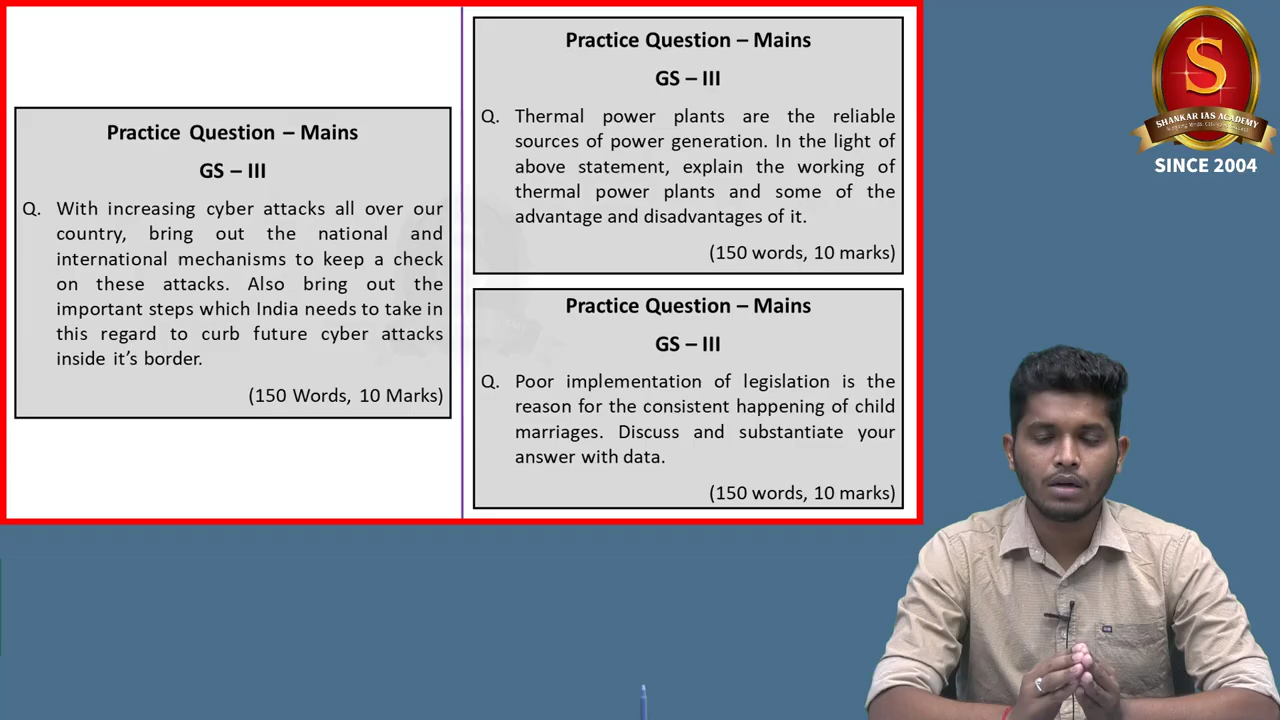 Practice Question – Mains
GS – III
Q. With increasing cyber attacks all over our
country, bring out the national and
international mechanisms to keep a check
on these attacks. Also bring out the
important steps which India needs to take in
this regard to curb future cyber attacks
inside it’s border.
(150 Words, 10 Marks)
Practice Question – Mains
GS – III
Q. Thermal power plants are the reliable
sources of power generation. In the light of
above statement, explain the working of
thermal power plants and some of the
advantage and disadvantages of it.
(150 words, 10 marks)
Practice Question – Mains
GS – III
Q. Poor implementation of legislation is the
reason for the consistent happening of child
marriages. Discuss and substantiate your
answer with data.
(150 words, 10 marks)
S
SHANKAR IAS ACADEMY
SINCE 2004